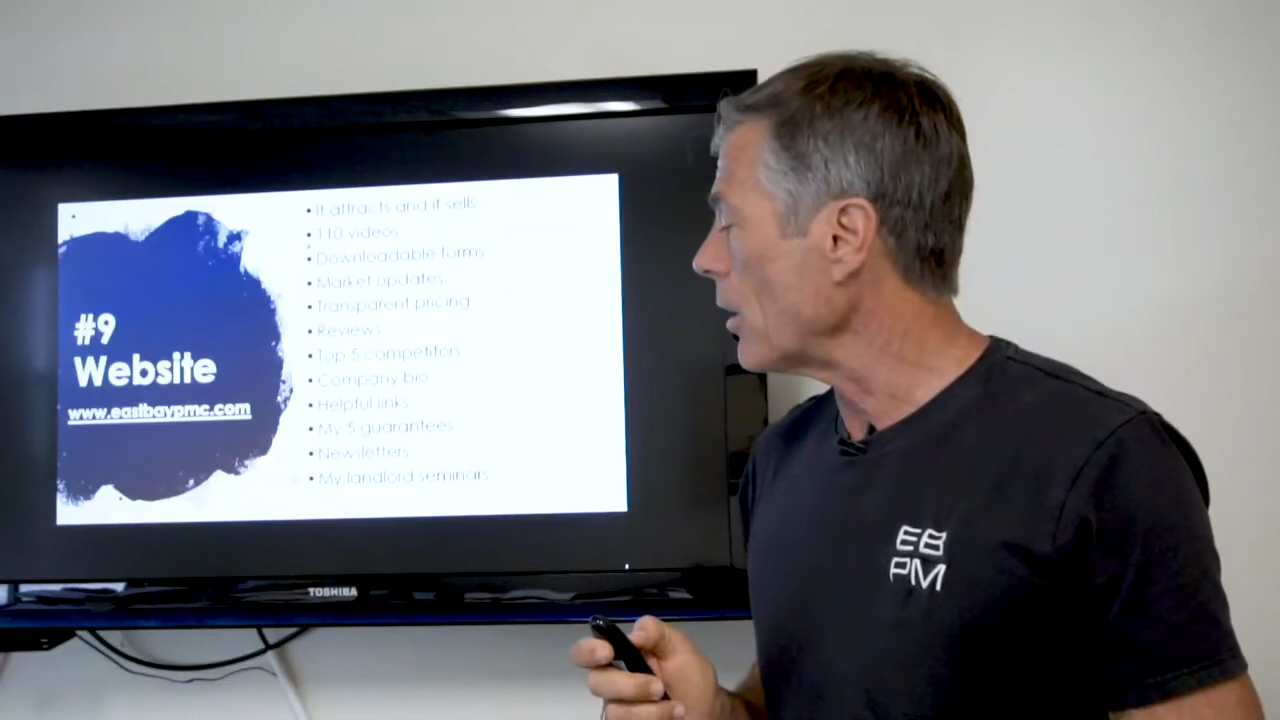 #9
Website
www.eastbaypmc.com
• It attracts and it sells
• 110 videos
• Downloadable forms
• Market updates
• Transparent pricing
• Reviews
• Top 5 competitors
• Company bio
• Helpful links
• My 5 guarantees
• Newsletters
• My landlord seminars
TOSHIBA
EB
PM